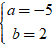 a = −5
b = 2